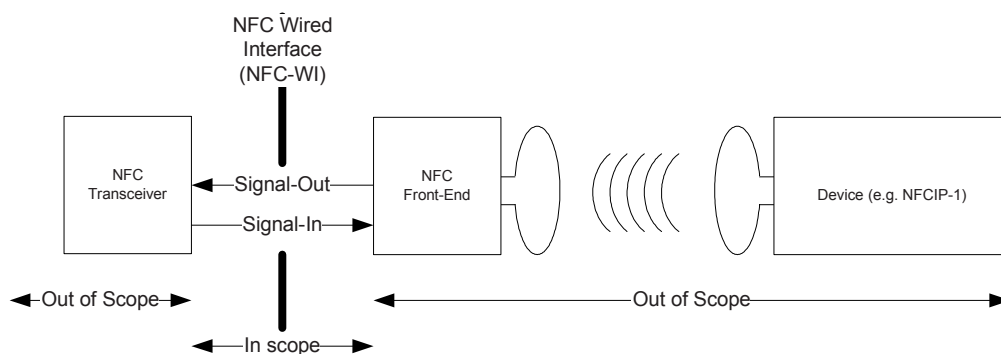 NFC Wired
Interface
(NFC-WI)
NFC
Transceiver
Signal-Out
Signal-In
NFC
Front-End
Device (e.g. NFCIP-1)
Out of Scope
Out of Scope
In scope